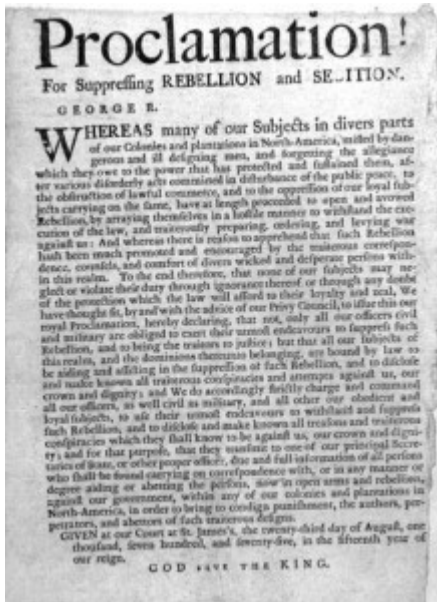 Proclamation!
For Suppressing REBELLION and SEDITION.
GEORGE R.
WHEREAS many of our Subjects in divers parts
of our Colonies and plantations in North-America, misled by dan-
gerous and ill designing men, and forgetting the allegiance
which they owe to the power that has protected and sustained them, af-
ter various disorderly acts committed in disturbance of the public peace, to
the obstruction of lawful commerce, and to the oppression of our loyal sub-
jects carrying on the same, have at length proceeded to open and avowed
Rebellion, by arraying themselves in a hostile manner to withstand the exe-
cution of the law, and traitorously preparing, ordering, and levying war
against us: And whereas there is reason to apprehend that such Rebellion
hath been much promoted and encouraged by the traiterous correspon-
dence, counsels, and comfort of divers wicked and desperate persons with-
in this realm. To the end therefore, that none of our subjects may ne-
glect or violate their duty through ignorance thereof or through any doubt
of the protection which the law will afford to their loyalty and zeal, We
have thought fit, by and with the advice of our Privy Council, to issue this our
royal Proclamation, hereby declaring, that not only all our officers civil
and military are obliged to exert their utmost endeavours to suppress such
Rebellion, and to bring the traitors to justice; but that all our subjects of
this realm, and the dominions thereunto belonging, are bound by law to
be aiding and assisting in the suppression of such Rebellion, and to disclose
and make known all traiterous conspiracies and attempts against us, our
crown and dignity; and We do accordingly strictly charge and command
all our officers, as well civil as military, and all other our obedient and
loyal subjects, to use their utmost endeavours to withstand and suppress
such Rebellion, and to disclose and make known all treasons and traiterous
conspiracies which they shall know to be against us, our crown and digni-
ty; and for that purpose, that they transmit to one of our principal Secre-
taries of State, or other proper officer, due and full information of all persons
who shall be found carrying on correspondence with, or in any manner or
degree aiding or abetting the persons, now in open arms and rebellion,
against our government, within any of our colonies and plantations in
North-America, in order to bring to condign punishment, the authors, per-
petrators, and abettors of such traiterous designs.
GIVEN at our Court at St. James's, the twenty-third day of August, one
thousand, seven hundred, and seventy-five, in the fifteenth year of
our reign.
GOD SAVE THE KING.